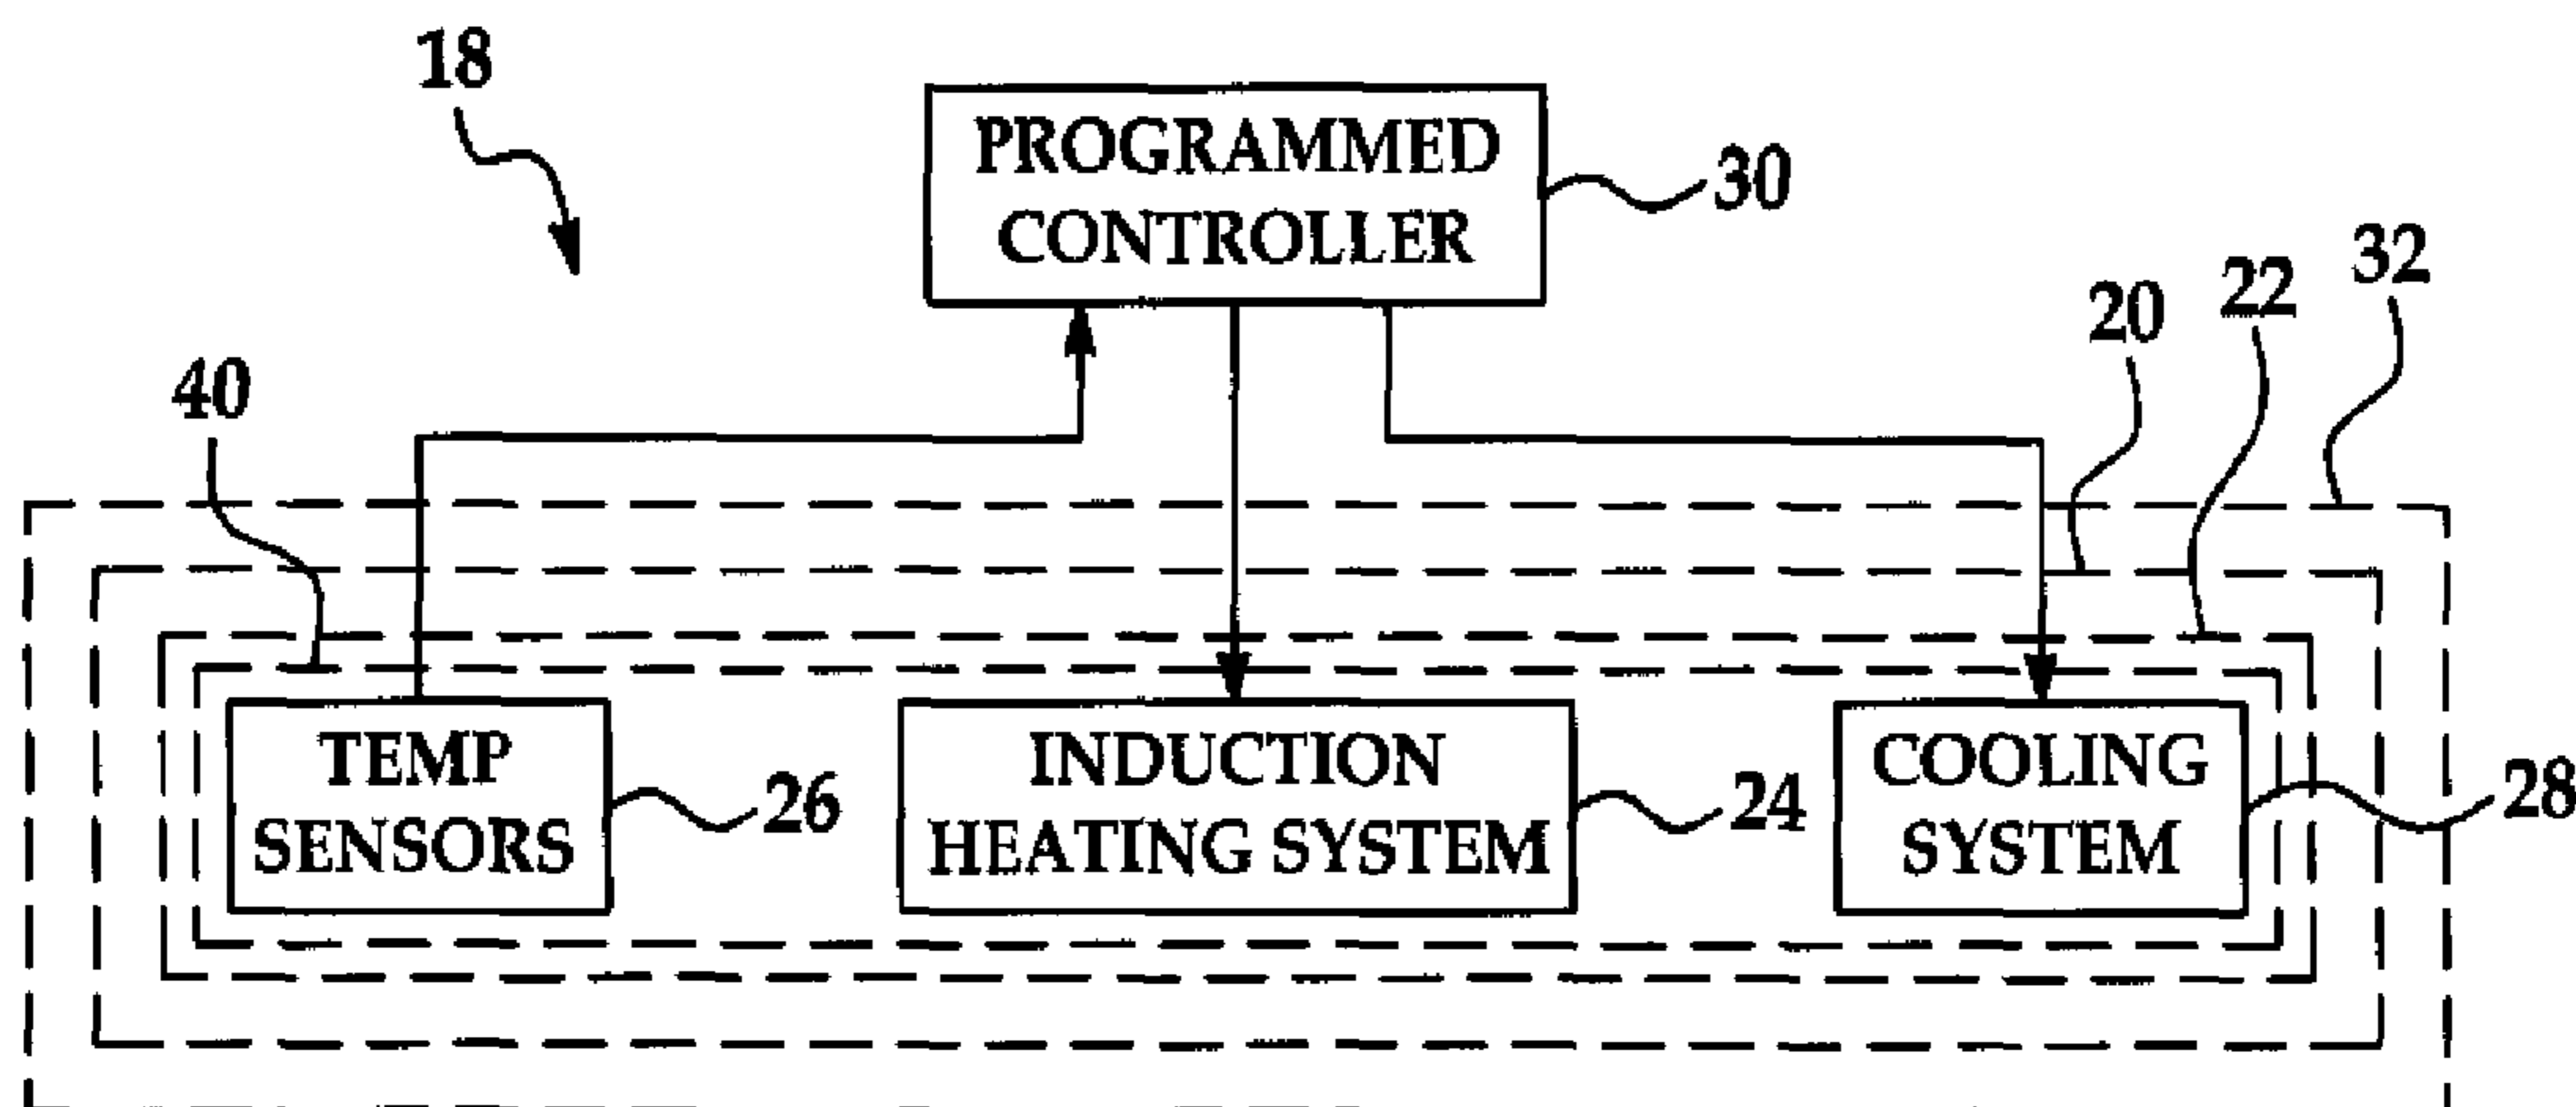 18
PROGRAMMED
CONTROLLER
30
32
22
20
40
TEMP
SENSORS
26
INDUCTION
HEATING SYSTEM
24
COOLING
SYSTEM
28